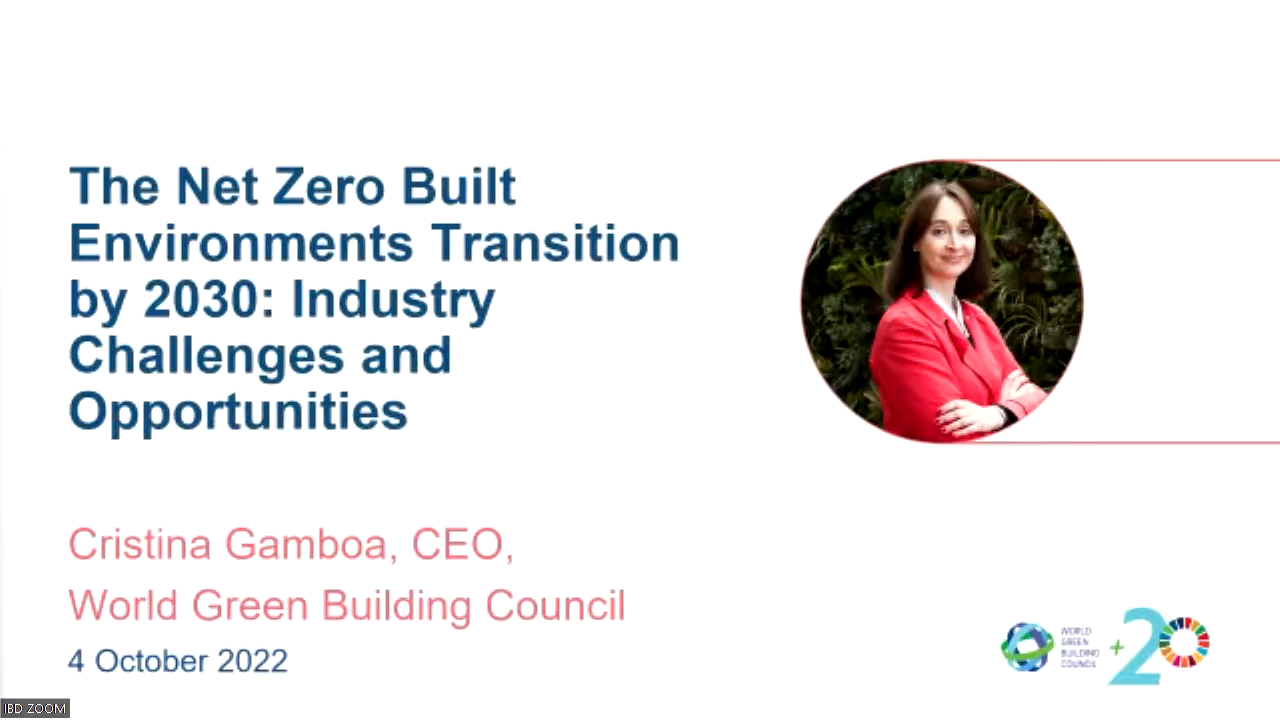 The Net Zero Built
Environments Transition
by 2030: Industry
Challenges and
Opportunities
Cristina Gamboa, CEO,
World Green Building Council
4 October 2022
WORLD
GREEN
BUILDING
COUNCIL
+20
IBD ZOOM